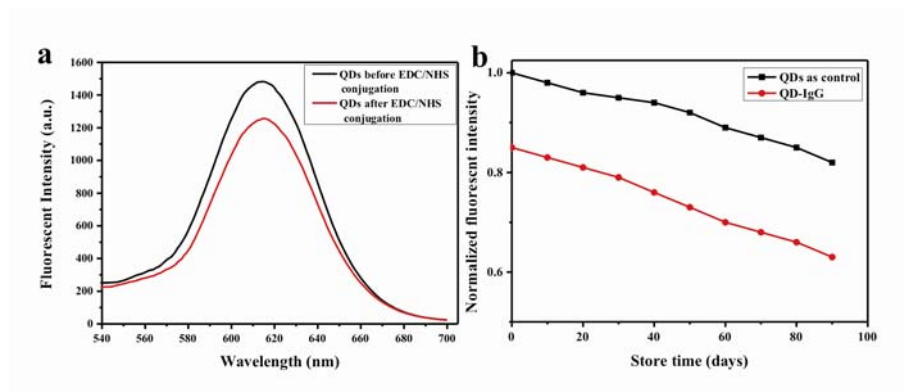 a
QDs before EDC/NHS
conjugation
QDs after EDC/NHS
conjugation
Fluorescent Intensity (a.u.)
1600
1400
1200
1000
800
600
400
200
0
540 560 580 600 620 640 660 680 700
Wavelength (nm)
b
QDs as control
QD-IgG
Normalized fluorescnt intensity
1.0
0.8
0.6
0 20 40 60 80 100
Store time (days)